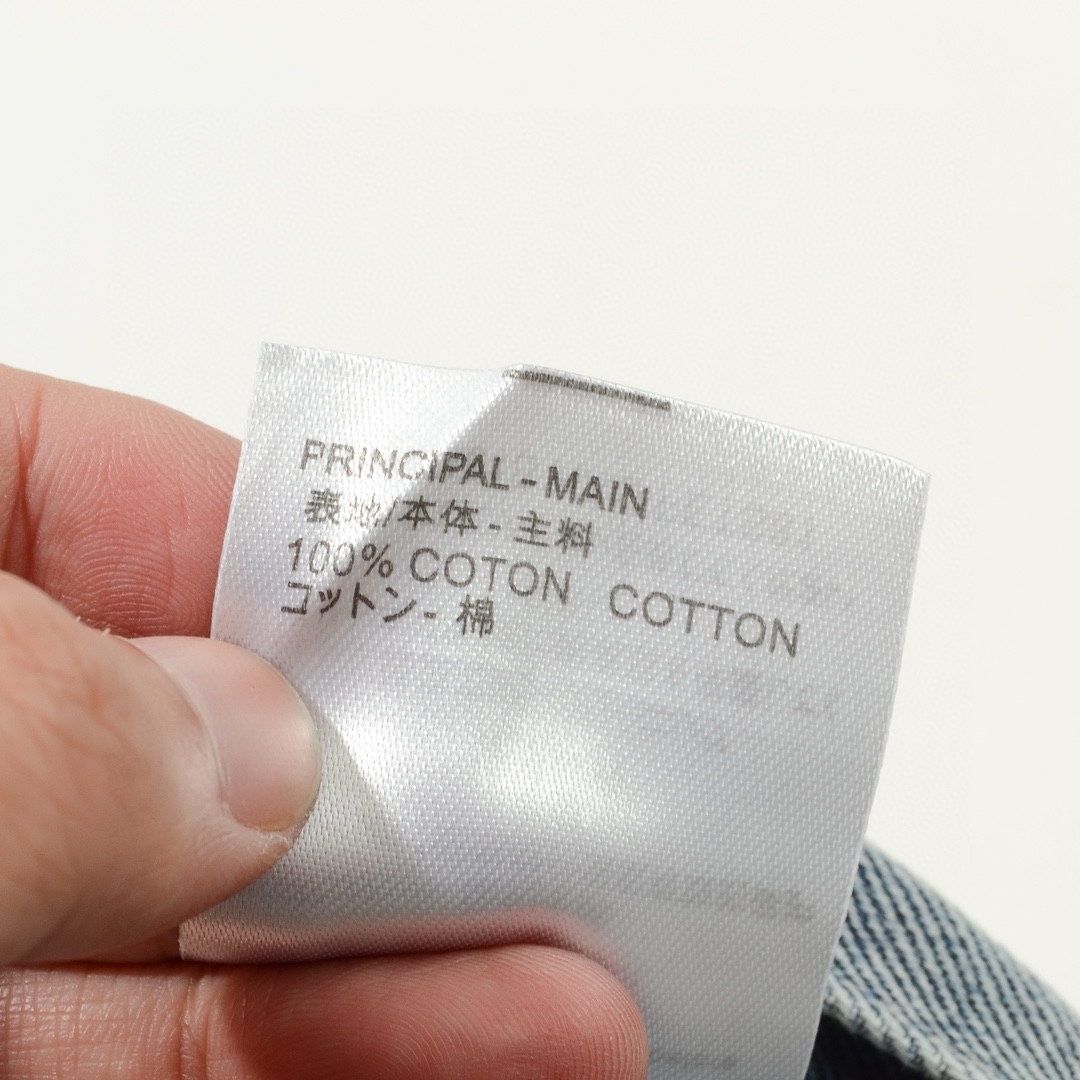 PRINCIPAL - MAIN
表地/本体 - 主料
100% COTON COTTON
コットン - 棉